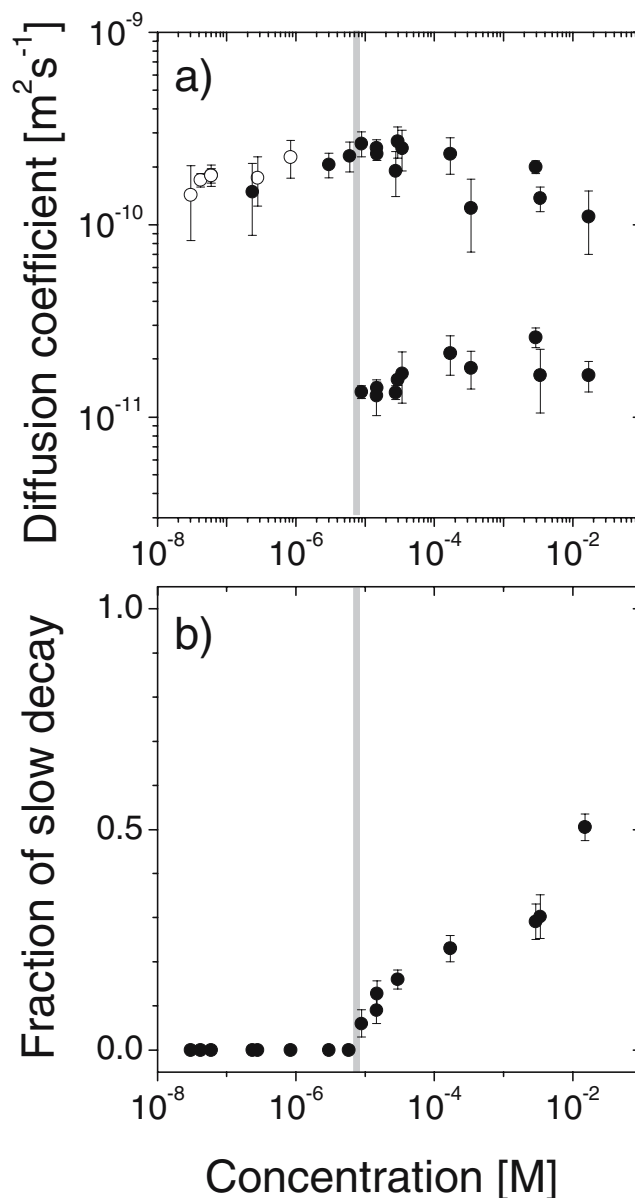 a)
Diffusion coefficient [m²s⁻¹]
10⁻⁹
10⁻¹⁰
10⁻¹¹
10⁻⁸ 10⁻⁶ 10⁻⁴ 10⁻²
b)
Fraction of slow decay
1.0
0.5
0.0
10⁻⁸ 10⁻⁶ 10⁻⁴ 10⁻²
Concentration [M]